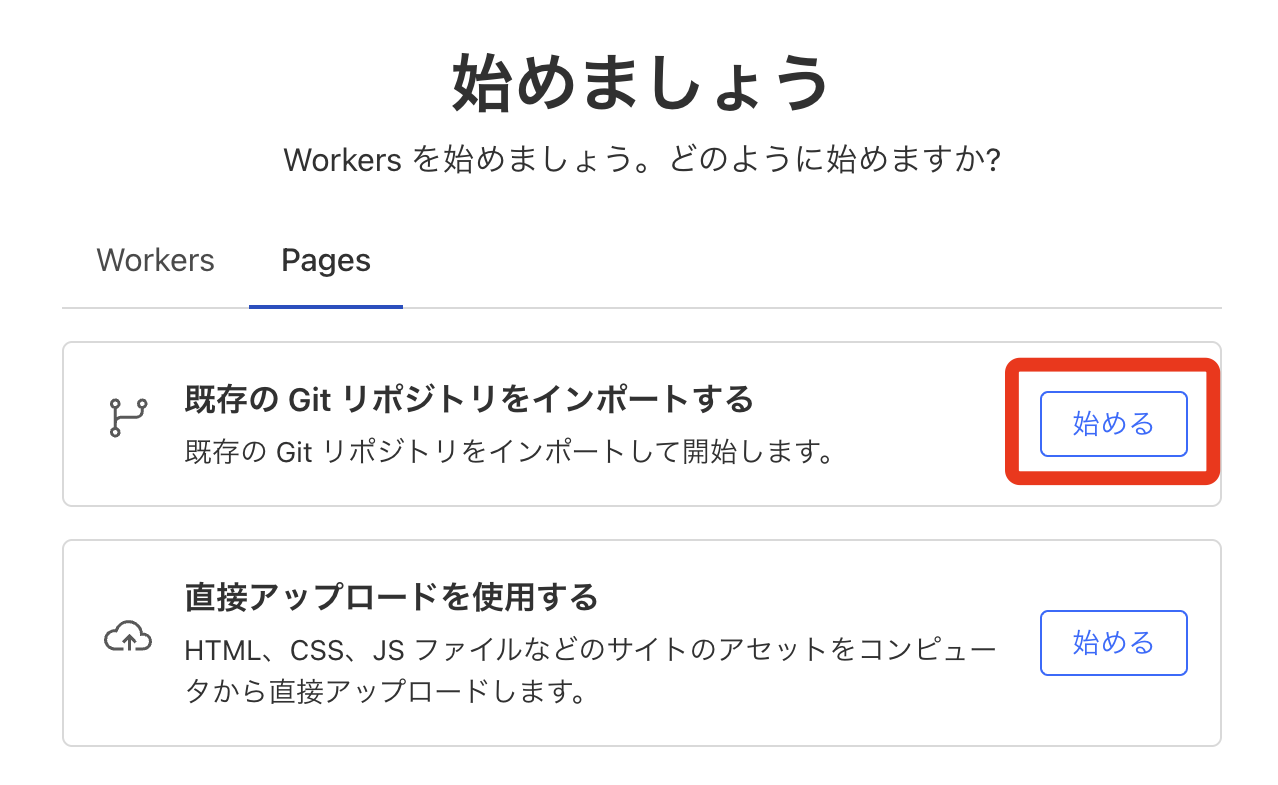 始めましょう
Workers を始めましょう。どのように始めますか?
Workers Pages
既存の Git リポジトリをインポートする
既存の Git リポジトリをインポートして開始します。
始める
直接アップロードを使用する
HTML、CSS、JS ファイルなどのサイトのアセットをコンピュー
タから直接アップロードします。
始める